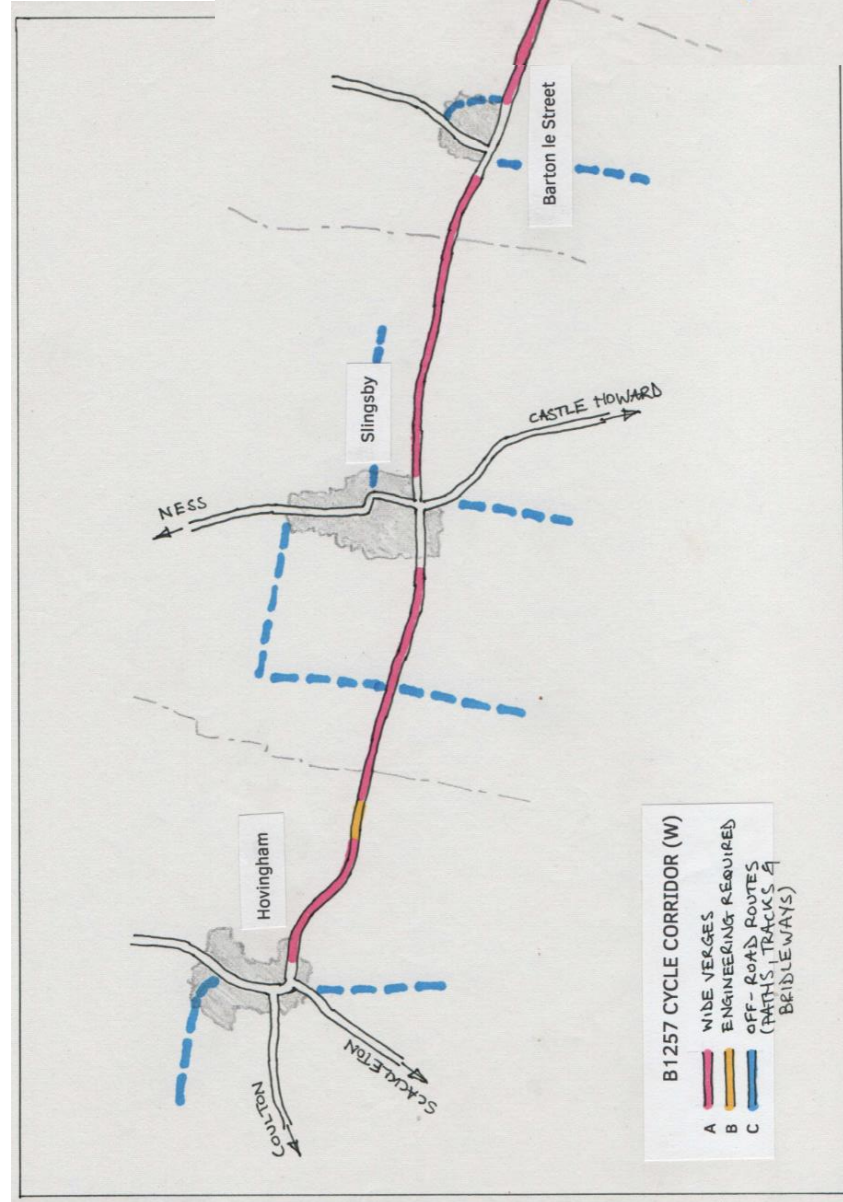 Barton le Street
Slingsby
CASTLE HOWARD
NESS
Hovingham
SCACKLETON
COULTON
B1257 CYCLE CORRIDOR (W)
A WIDE VERGES
B ENGINEERING REQUIRED
C OFF-ROAD ROUTES
(PATHS, TRACKS &
BRIDLEWAYS)